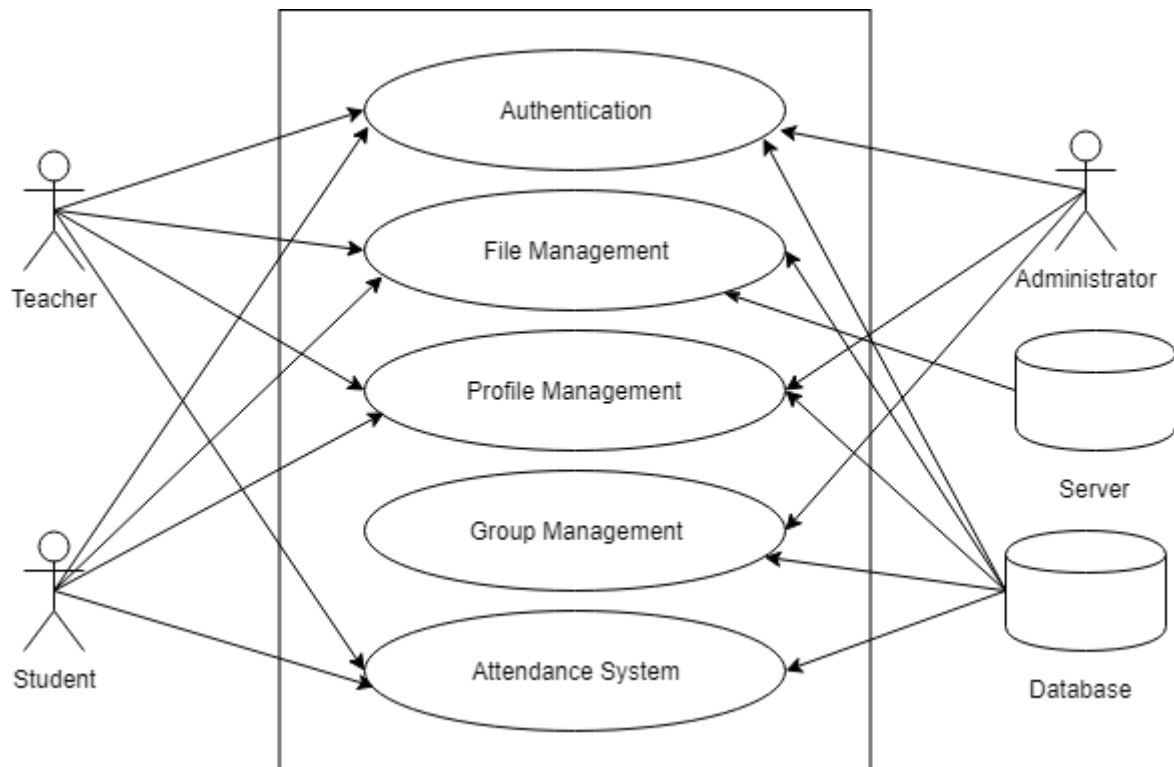 Authentication
File Management
Teacher
Administrator
Profile Management
Server
Group Management
Student
Attendance System
Database